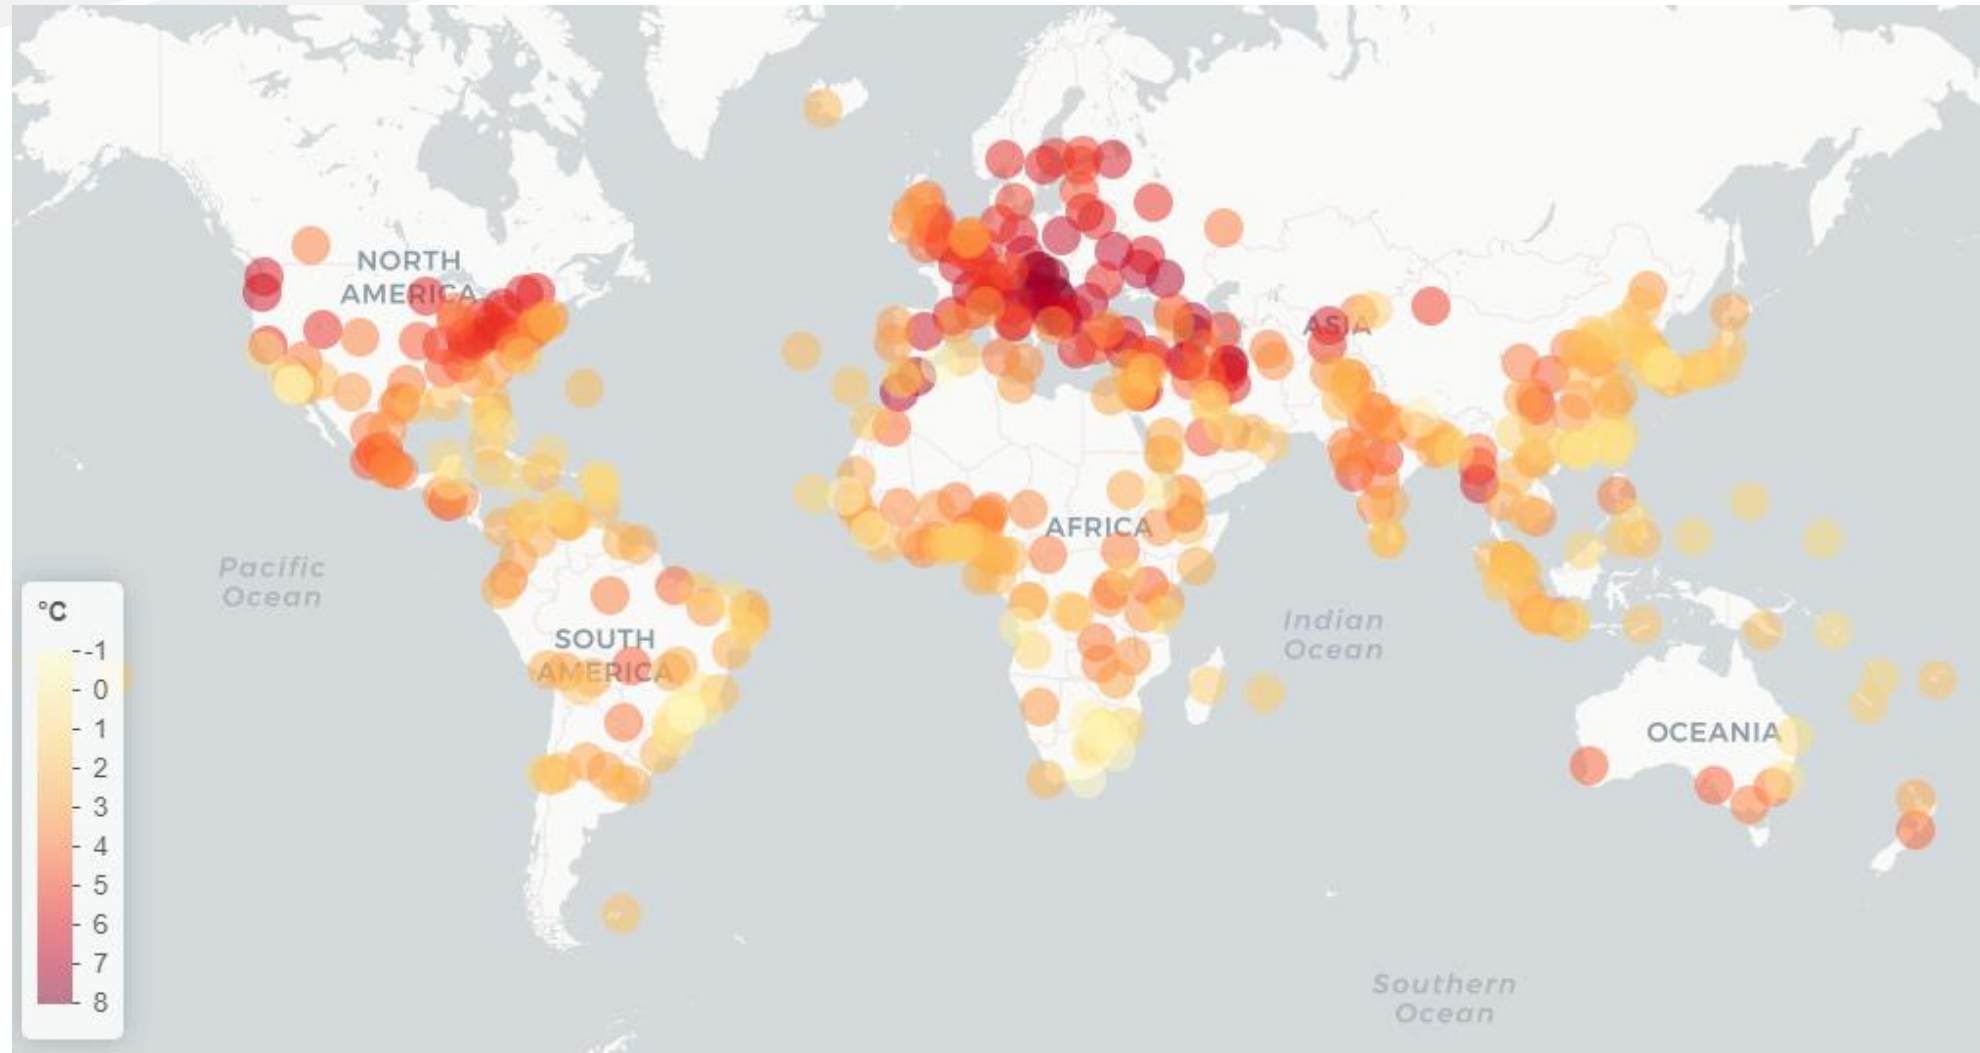 NORTH
AMERICA
ASIA
AFRICA
Pacific
Ocean
SOUTH
AMERICA
Indian
Ocean
OCEANIA
Southern
Ocean
°C
-1
0
1
2
3
4
5
6
7
8